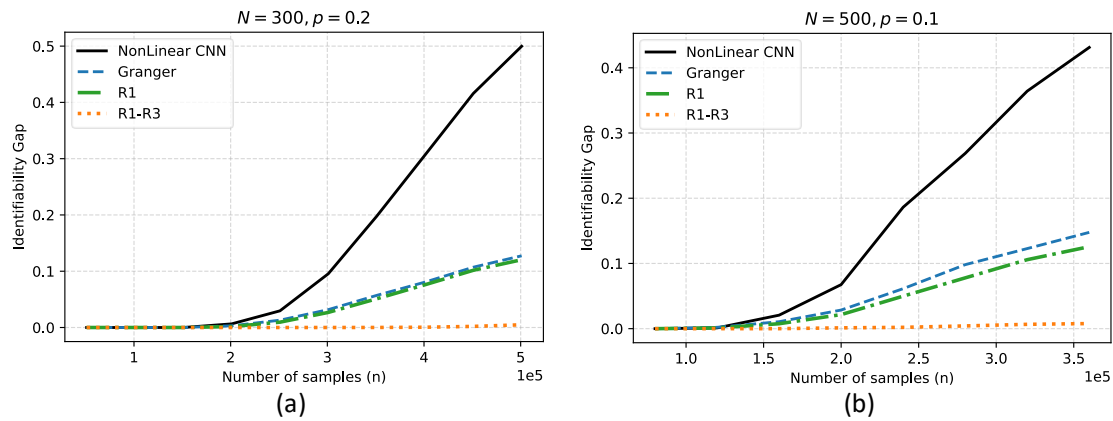 N = 300, p = 0.2
NonLinear CNN
Granger
R1
R1-R3
Identifiability Gap
0.5
0.4
0.3
0.2
0.1
0.0
1 2 3 4 5
1e5
Number of samples (n)
(a)
N = 500, p = 0.1
NonLinear CNN
Granger
R1
R1-R3
Identifiability Gap
0.4
0.3
0.2
0.1
0.0
1.0 1.5 2.0 2.5 3.0 3.5
1e5
Number of samples (n)
(b)